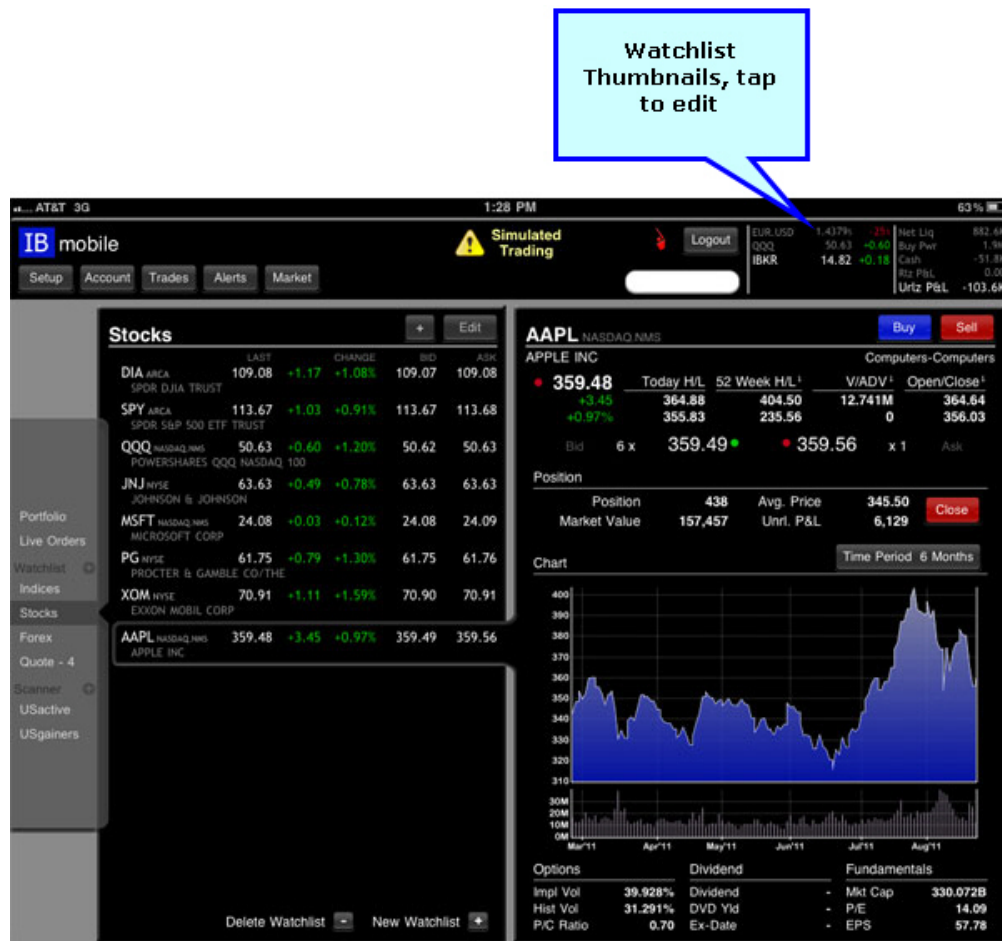 Watchlist
Thumbnails, tap
to edit
AT&T 3G 1:28 PM 63%
IB mobile
Simulated
Trading
Logout
Setup Account Trades Alerts Market
EUR.USD 1.4379
QQQ 50.63 +0.60
IBKR 14.82 +0.18
Net Liq 882.6K
Buy Pwr 1.9M
Cash -51.8K
Rlz P&L
Urlz P&L -103.6K
Portfolio
Live Orders
Watchlist
Indices
Stocks
Forex
Quote - 4
Scanner
USactive
USgainers
Stocks + Edit
LAST CHANGE BID ASK
DIA ARCA 109.08 +1.17 +1.08% 109.07 109.08
SPDR DJIA TRUST
SPY ARCA 113.67 +1.03 +0.91% 113.67 113.68
SPDR S&P 500 ETF TRUST
QQQ NASDAQ.NMS 50.63 +0.60 +1.20% 50.62 50.63
POWERSHARES QQQ NASDAQ 100
JNJ NYSE 63.63 +0.49 +0.78% 63.63 63.63
JOHNSON & JOHNSON
MSFT NASDAQ.NMS 24.08 +0.03 +0.12% 24.08 24.09
MICROSOFT CORP
PG NYSE 61.75 +0.79 +1.30% 61.75 61.76
PROCTER & GAMBLE CO/THE
XOM NYSE 70.91 +1.11 +1.59% 70.90 70.91
EXXON MOBIL CORP
AAPL NASDAQ.NMS 359.48 +3.45 +0.97% 359.49 359.56
APPLE INC
Delete Watchlist - New Watchlist +
AAPL NASDAQ.NMS Buy Sell
APPLE INC Computers-Computers
359.48 Today H/L 52 Week H/L V/ADV Open/Close
+3.45 364.88 404.50 12.741M 364.64
+0.97% 355.83 235.56 0 356.03
Bid 6 x 359.49 359.56 x 1 Ask
Position
Position 438 Avg. Price 345.50 Close
Market Value 157,457 Unrl. P&L 6,129
Chart Time Period 6 Months
400
390
380
370
360
350
340
330
320
310
30M
20M
10M
0M
Mar'11 Apr'11 May'11 Jun'11 Jul'11 Aug'11
Options Dividend Fundamentals
Impl Vol 39.928% Dividend - Mkt Cap 330.072B
Hist Vol 31.291% DVD Yld - P/E 14.09
P/C Ratio 0.70 Ex-Date - EPS 57.78